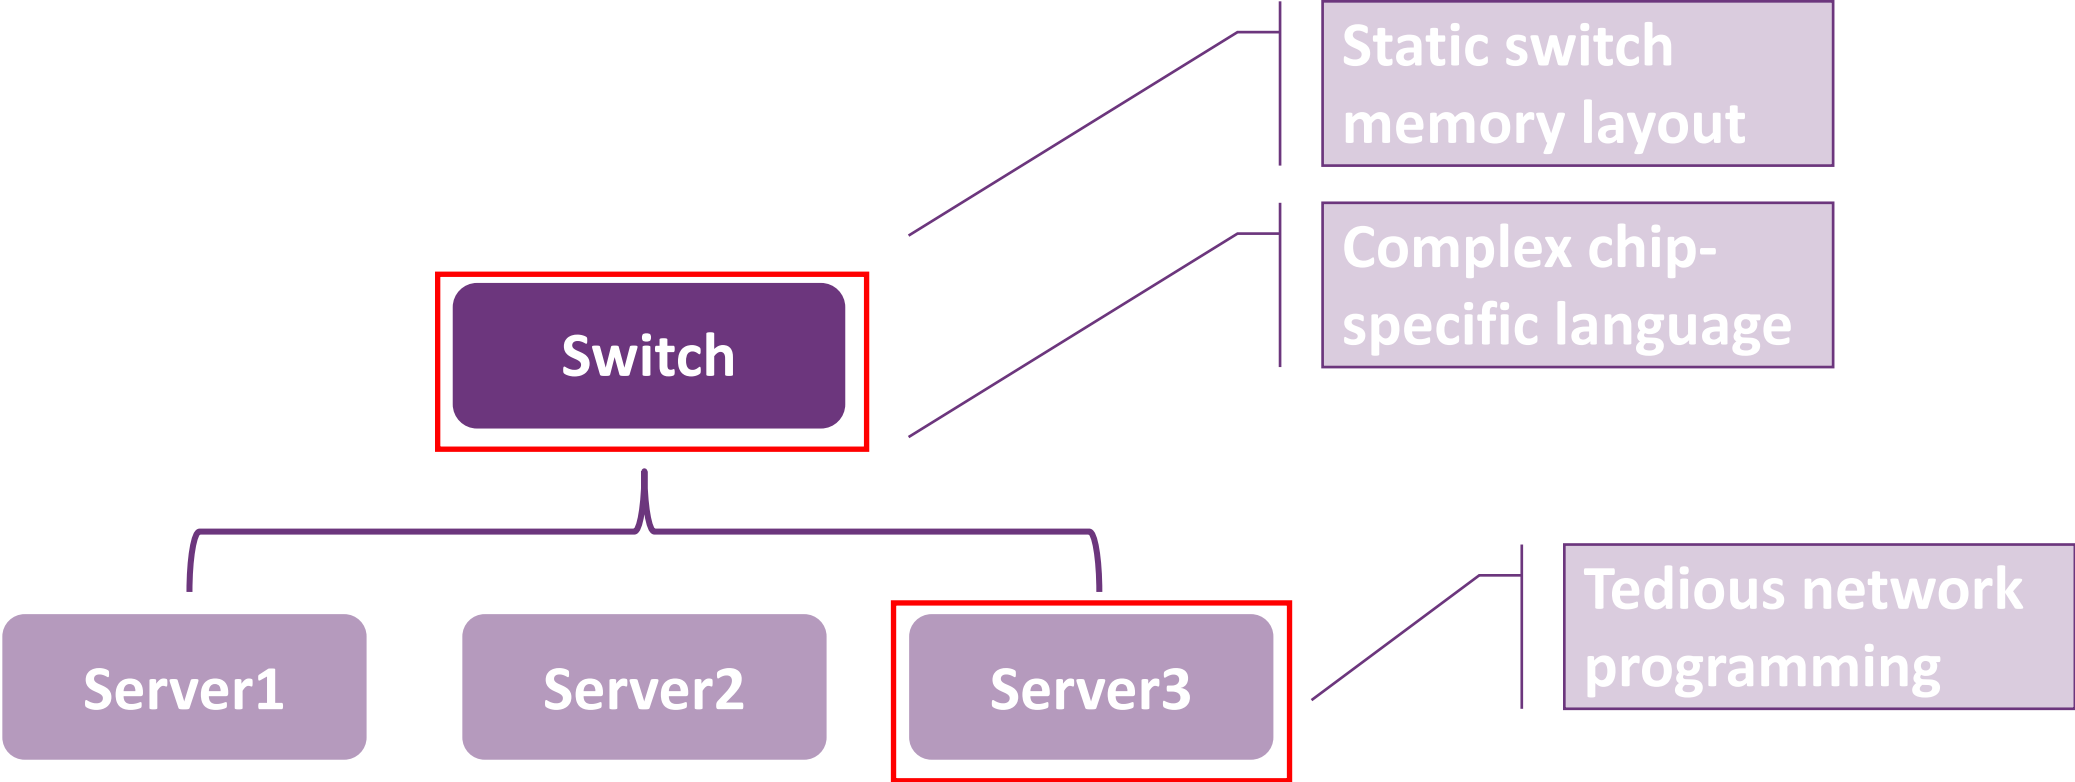 Static switch
memory layout
Complex chip-
specific language
Switch
Tedious network
programming
Server1
Server2
Server3